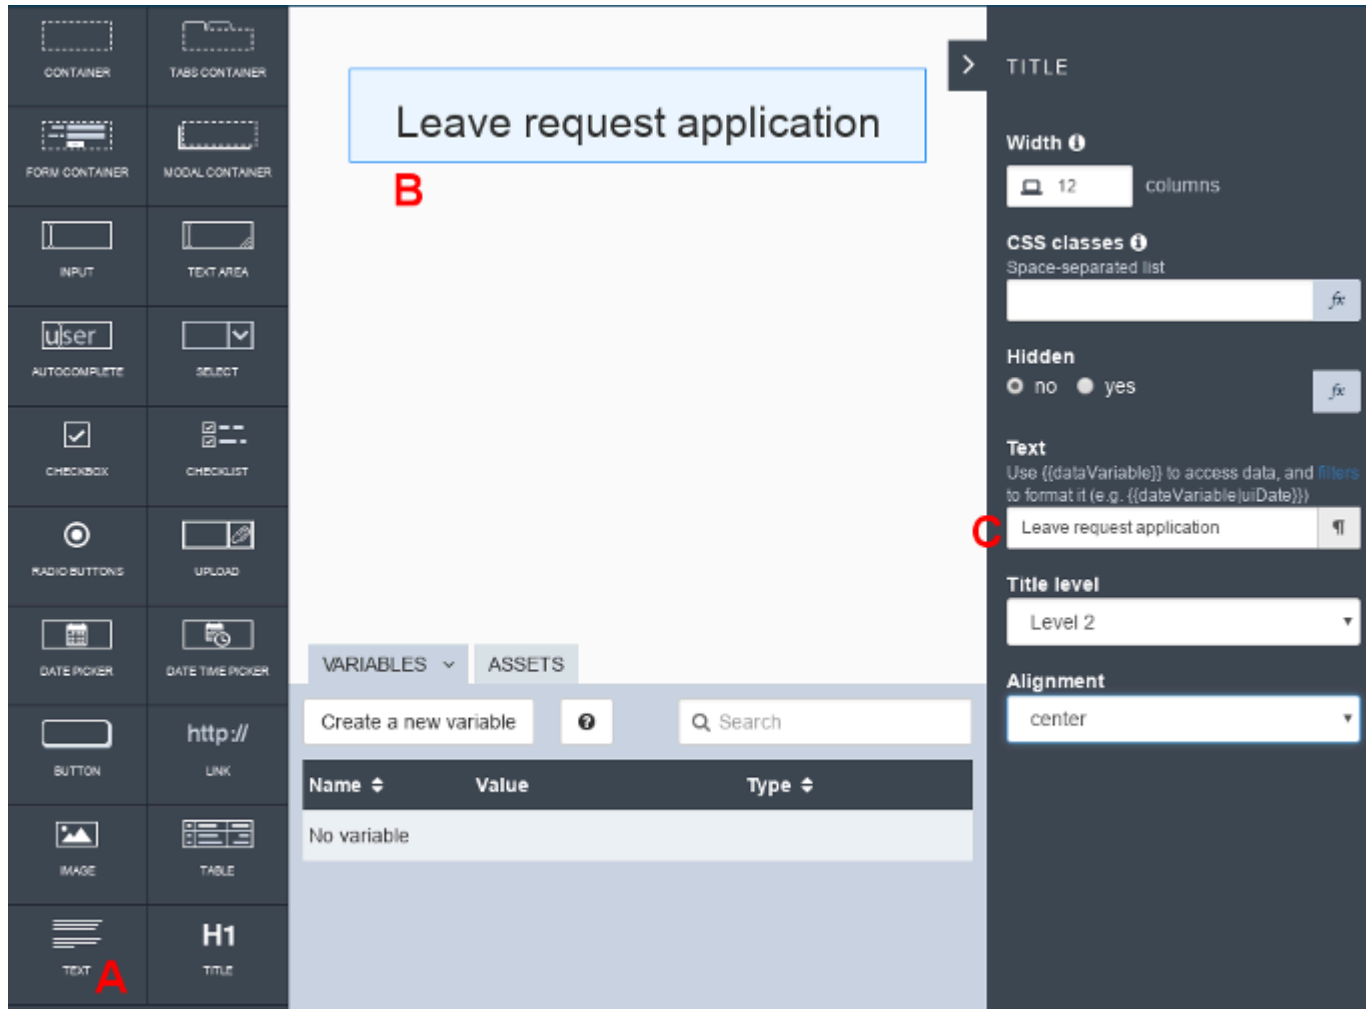 CONTAINER
TABS CONTAINER
FORM CONTAINER
MODAL CONTAINER
INPUT
TEXT AREA
user
AUTOCOMPLETE
SELECT
CHECKBOX
CHECKLIST
RADIO BUTTONS
UPLOAD
DATE PICKER
DATE TIME PICKER
BUTTON
http://
LINK
IMAGE
TABLE
TEXT
A
H1
TITLE
Leave request application
B
VARIABLES
ASSETS
Create a new variable
?
Search
Name
Value
Type
No variable
TITLE
Width i
12 columns
CSS classes i
Space-separated list
fx
Hidden
no yes
fx
Text
Use {{dataVariable}} to access data, and filters
to format it (e.g. {{dateVariable|uiDate}})
C
Leave request application ¶
Title level
Level 2
Alignment
center